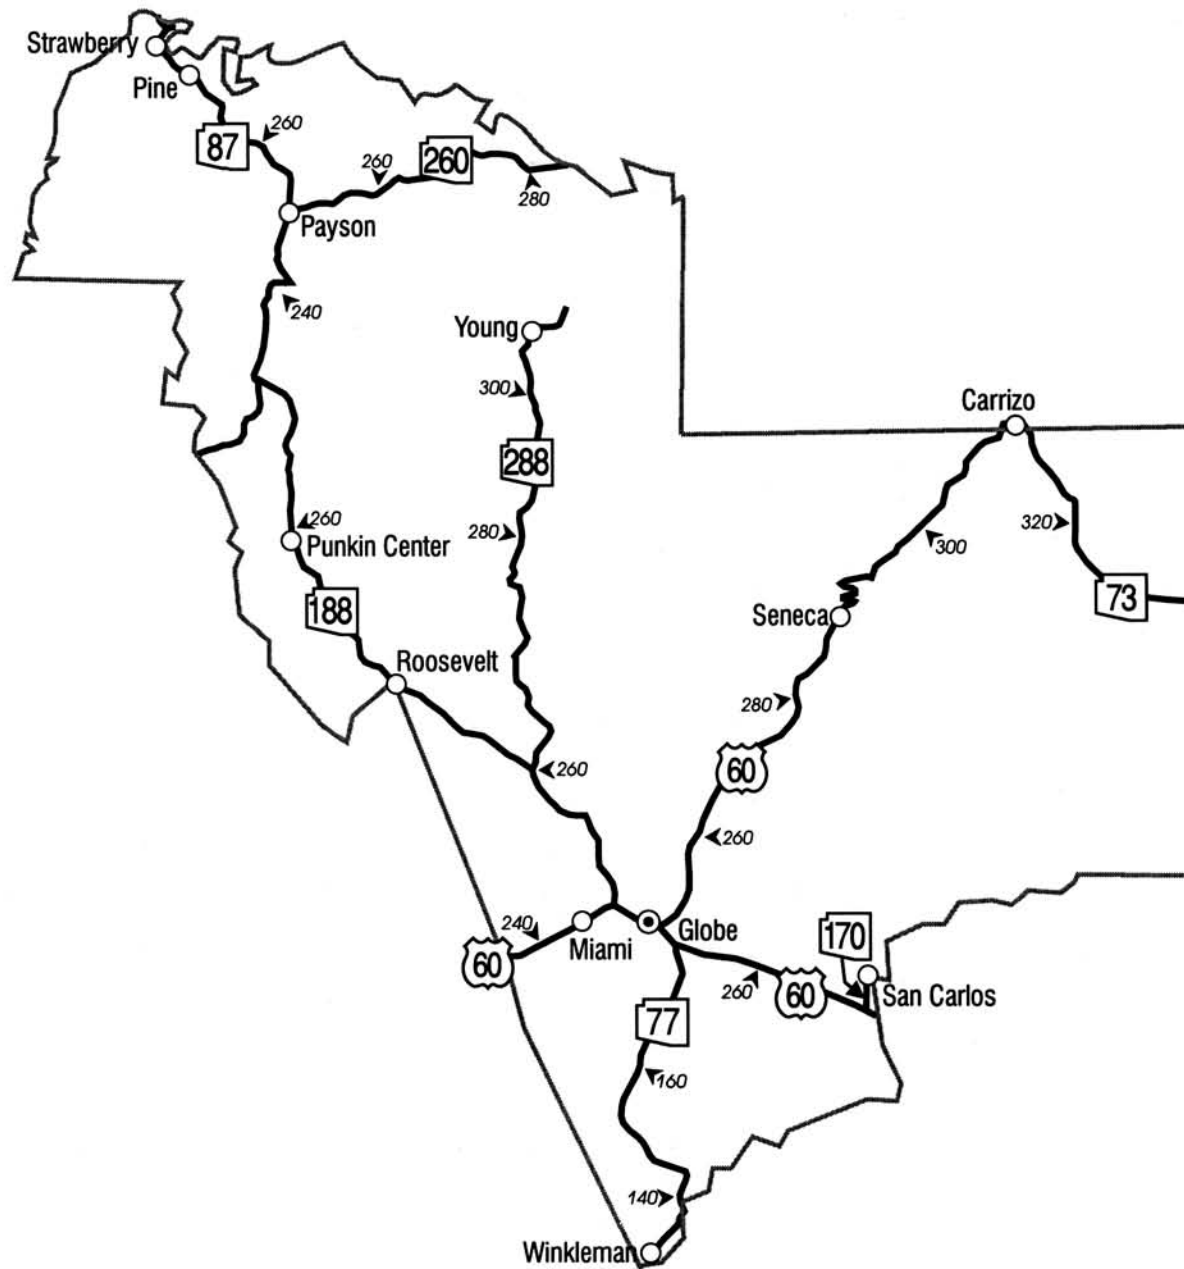 Strawberry
Pine
260
87
260
260
280
Payson
240
Young
300
Carrizo
288
320
260
280
300
Punkin Center
73
188
Seneca
Roosevelt
280
260
60
260
240
Miami
Globe
170
60
260
60
San Carlos
77
160
140
Winkleman